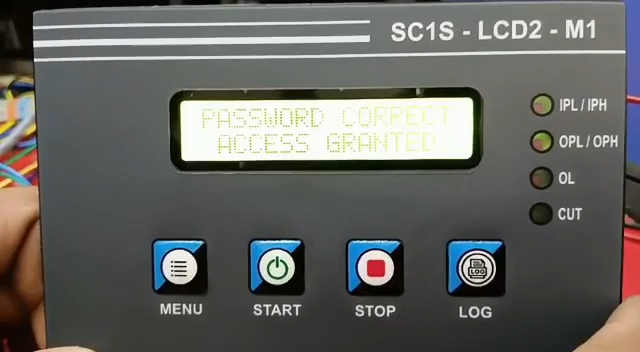 SC1S - LCD2 - M1
PASSWORD CORRECT
ACCESS GRANTED
IPL / IPH
OPL / OPH
OL
CUT
LOG
MENU
START
STOP
LOG